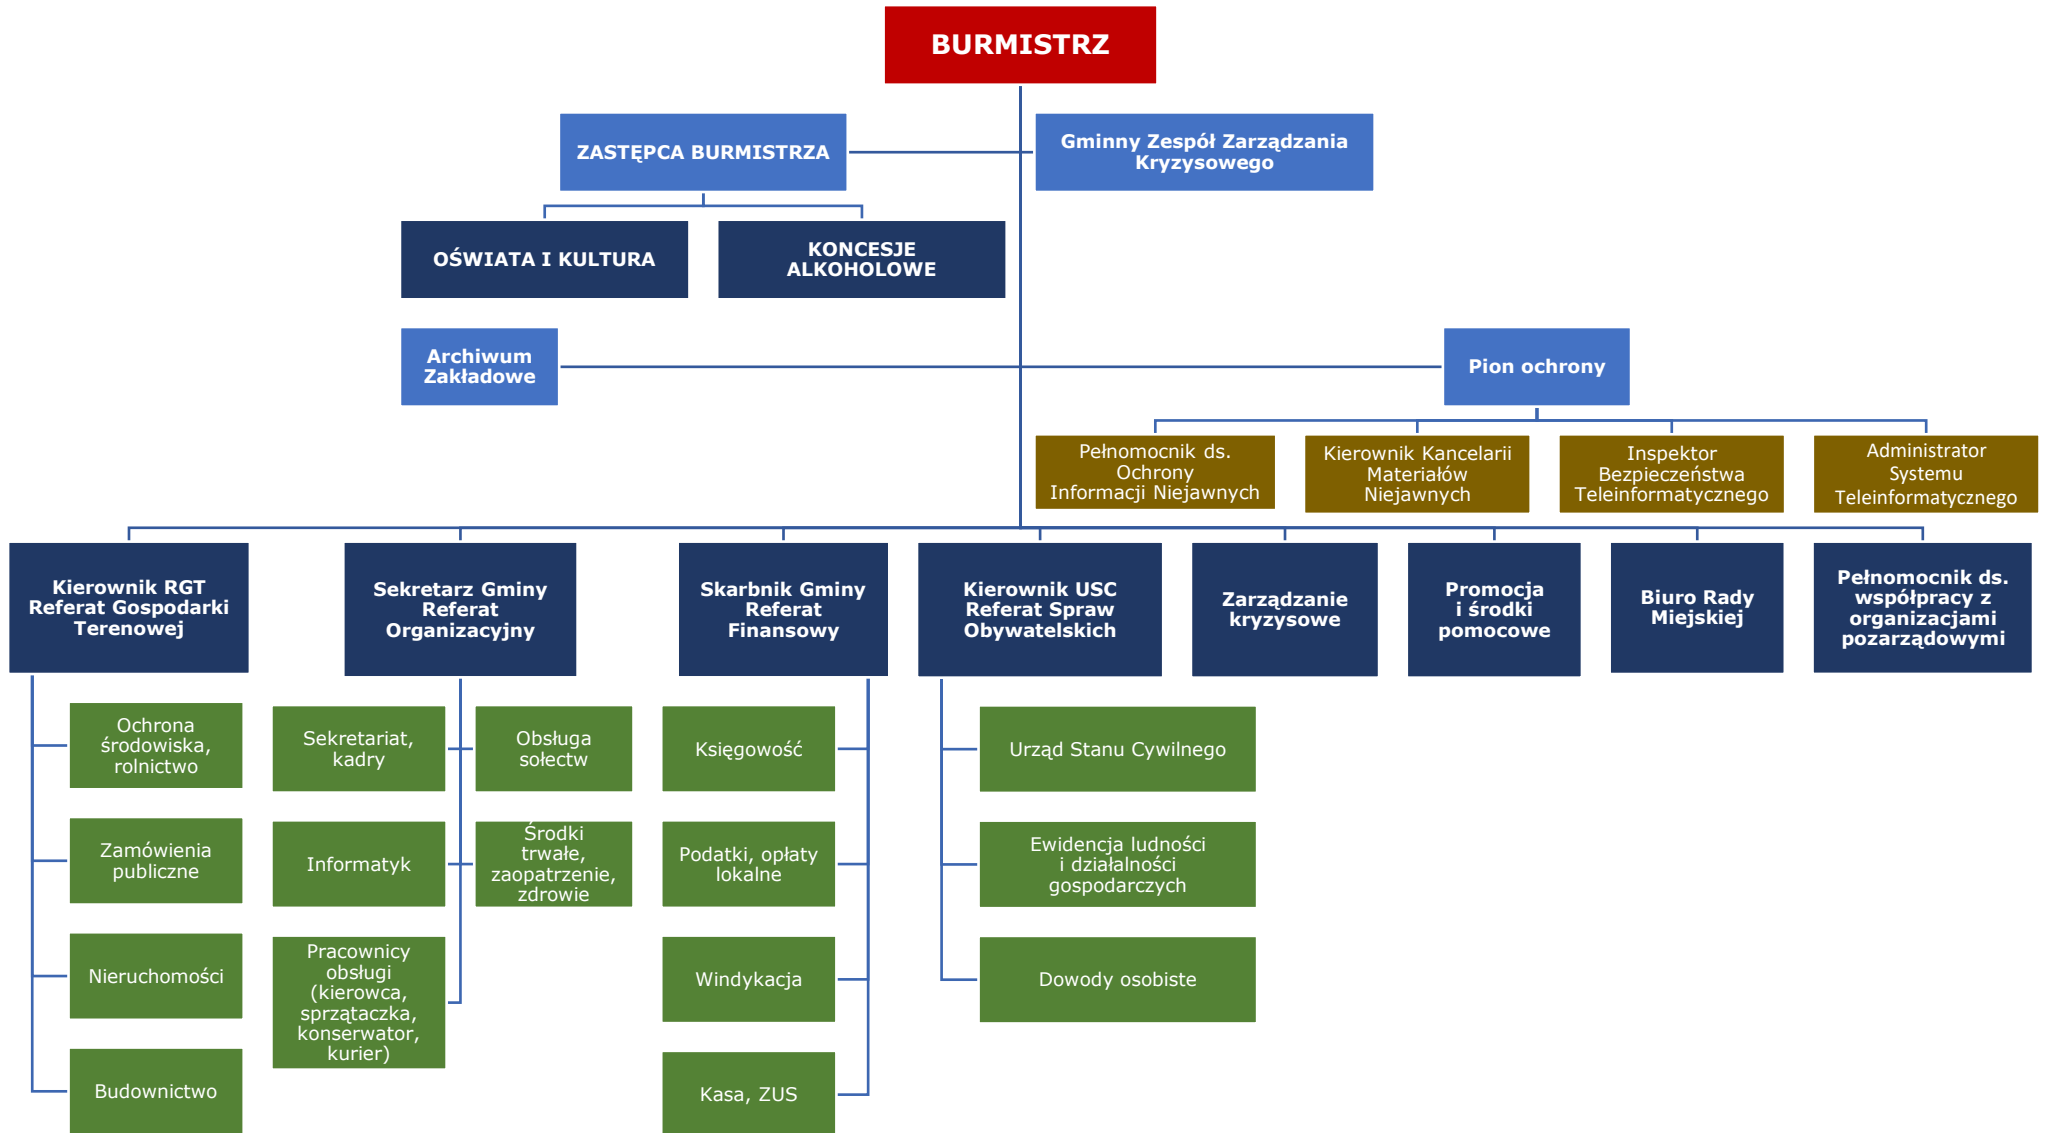 BURMISTRZ
ZASTĘPCA BURMISTRZA
Gminny Zespół Zarządzania
Kryzysowego
OŚWIATA I KULTURA
KONCESJE
ALKOHOLOWE
Archiwum
Zakładowe
Pion ochrony
Pełnomocnik ds.
Ochrony
Informacji Niejawnych
Kierownik Kancelarii
Materiałów
Niejawnych
Inspektor
Bezpieczeństwa
Teleinformatycznego
Administrator
Systemu
Teleinformatycznego
Kierownik RGT
Referat Gospodarki
Terenowej
Sekretarz Gminy
Referat
Organizacyjny
Skarbnik Gminy
Referat
Finansowy
Kierownik USC
Referat Spraw
Obywatelskich
Zarządzanie
kryzysowe
Promocja
i środki
pomocowe
Biuro Rady
Miejskiej
Pełnomocnik ds.
współpracy z
organizacjami
pozarządowymi
Ochrona
środowiska,
rolnictwo
Zamówienia
publiczne
Nieruchomości
Budownictwo
Sekretariat,
kadry
Obsługa
sołectw
Informatyk
Środki
trwałe,
zaopatrzenie,
zdrowie
Pracownicy
obsługi
(kierowca,
sprzątaczka,
konserwator,
kurier)
Księgowość
Podatki, opłaty
lokalne
Windykacja
Kasa, ZUS
Urząd Stanu Cywilnego
Ewidencja ludności
i działalności
gospodarczych
Dowody osobiste